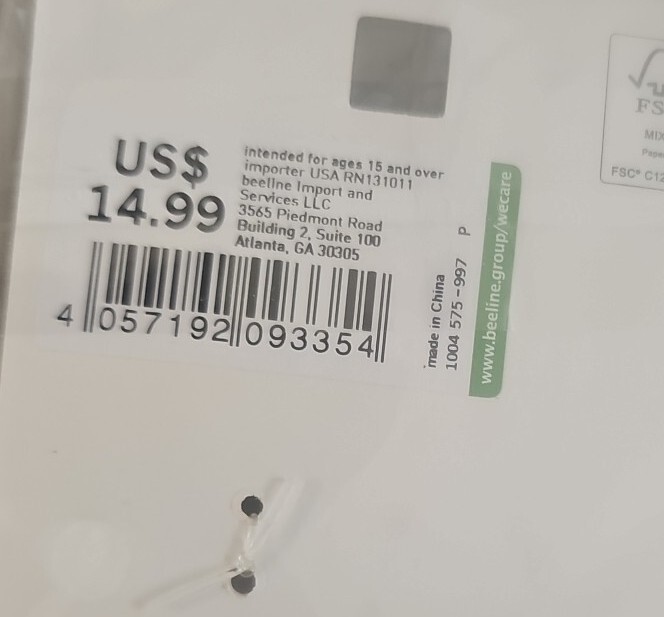 US$
14.99
intended for ages 15 and over
importer USA RN131011
beeline Import and
Services LLC
3565 Piedmont Road
Building 2, Suite 100
Atlanta, GA 30305
4 057192 093354
made in China
1004 575-997 P
www.beeline.group/wecare
FS
MIX
FSC® C12